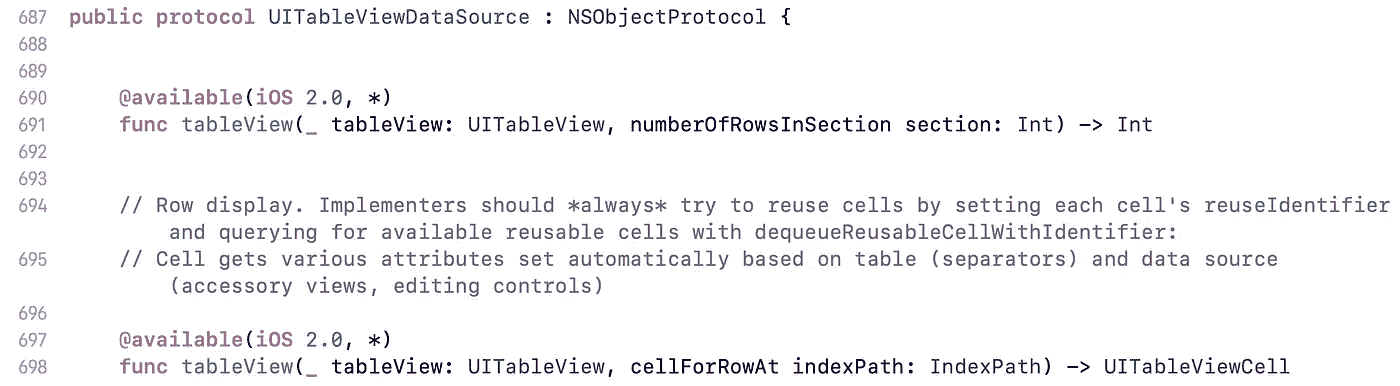 687 public protocol UITableViewDataSource : NSObjectProtocol {
688
689
690 @available(iOS 2.0, *)
691 func tableView(_ tableView: UITableView, numberOfRowsInSection section: Int) -> Int
692
693
694 // Row display. Implementers should *always* try to reuse cells by setting each cell's reuseIdentifier
and querying for available reusable cells with dequeueReusableCellWithIdentifier:
695 // Cell gets various attributes set automatically based on table (separators) and data source
(accessory views, editing controls)
696
697 @available(iOS 2.0, *)
698 func tableView(_ tableView: UITableView, cellForRowAt indexPath: IndexPath) -> UITableViewCell